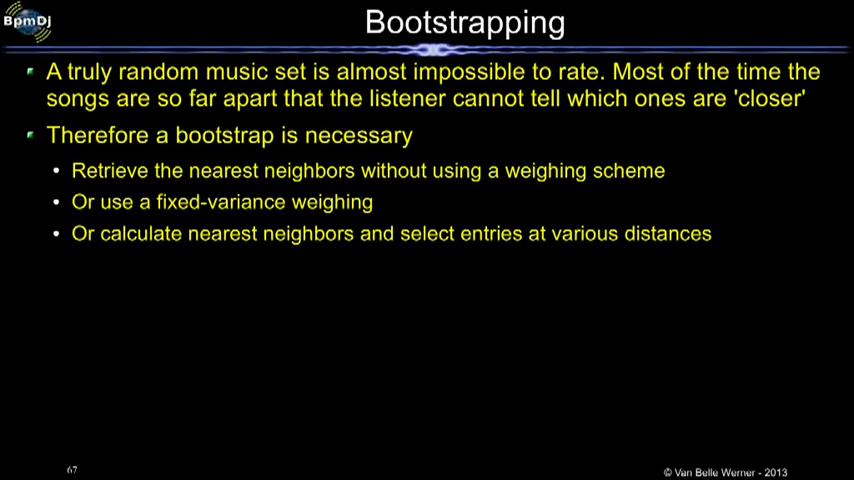 BpmDj
Bootstrapping
A truly random music set is almost impossible to rate. Most of the time the
songs are so far apart that the listener cannot tell which ones are 'closer'
Therefore a bootstrap is necessary
Retrieve the nearest neighbors without using a weighing scheme
Or use a fixed-variance weighing
Or calculate nearest neighbors and select entries at various distances
67
© Van Belle Werner - 2013